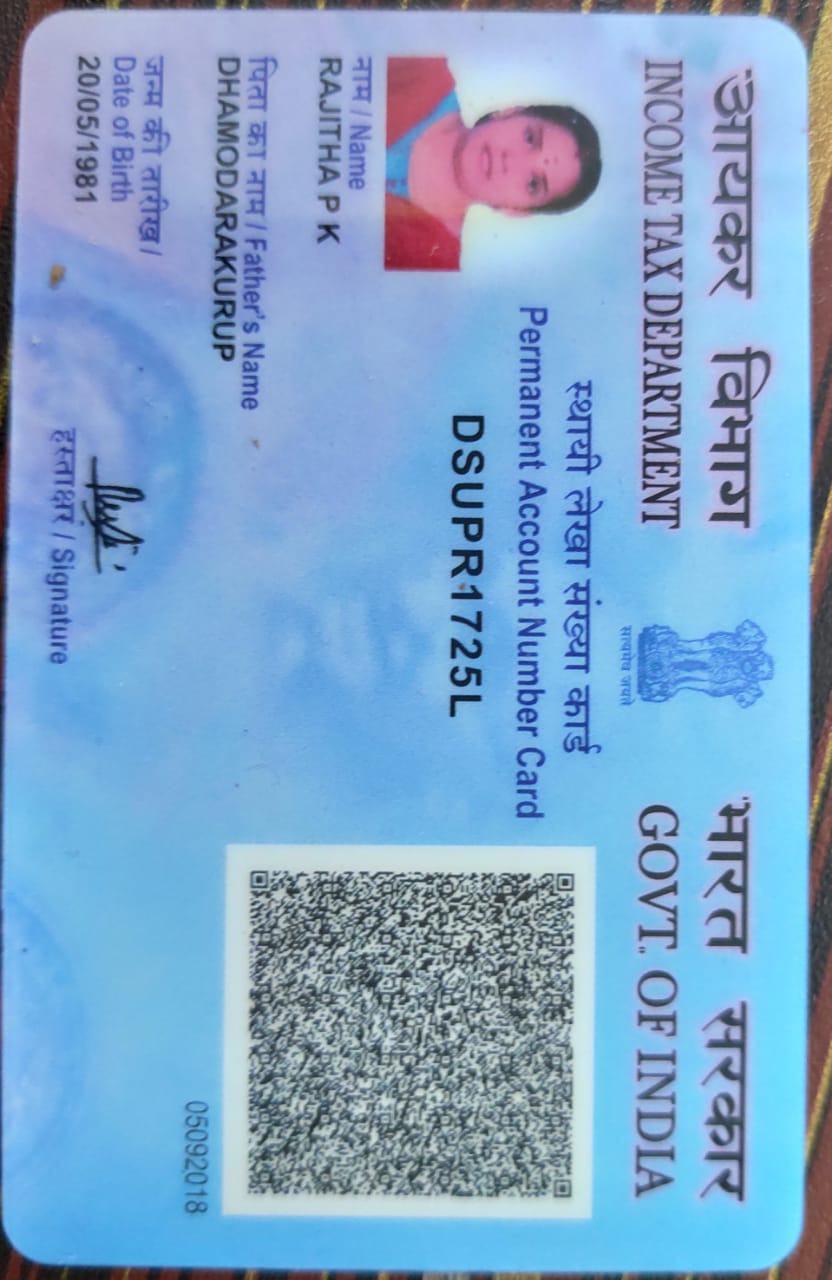 आयकर विभाग
INCOME TAX DEPARTMENT
सत्यमेव जयते
भारत सरकार
GOVT. OF INDIA
स्थायी लेखा संख्या कार्ड
Permanent Account Number Card
DSUPR1725L
नाम / Name
RAJITHA P K
पिता का नाम / Father's Name
DHAMODARAKURUP
जन्म की तारीख /
Date of Birth
20/05/1981
हस्ताक्षर / Signature
05092018